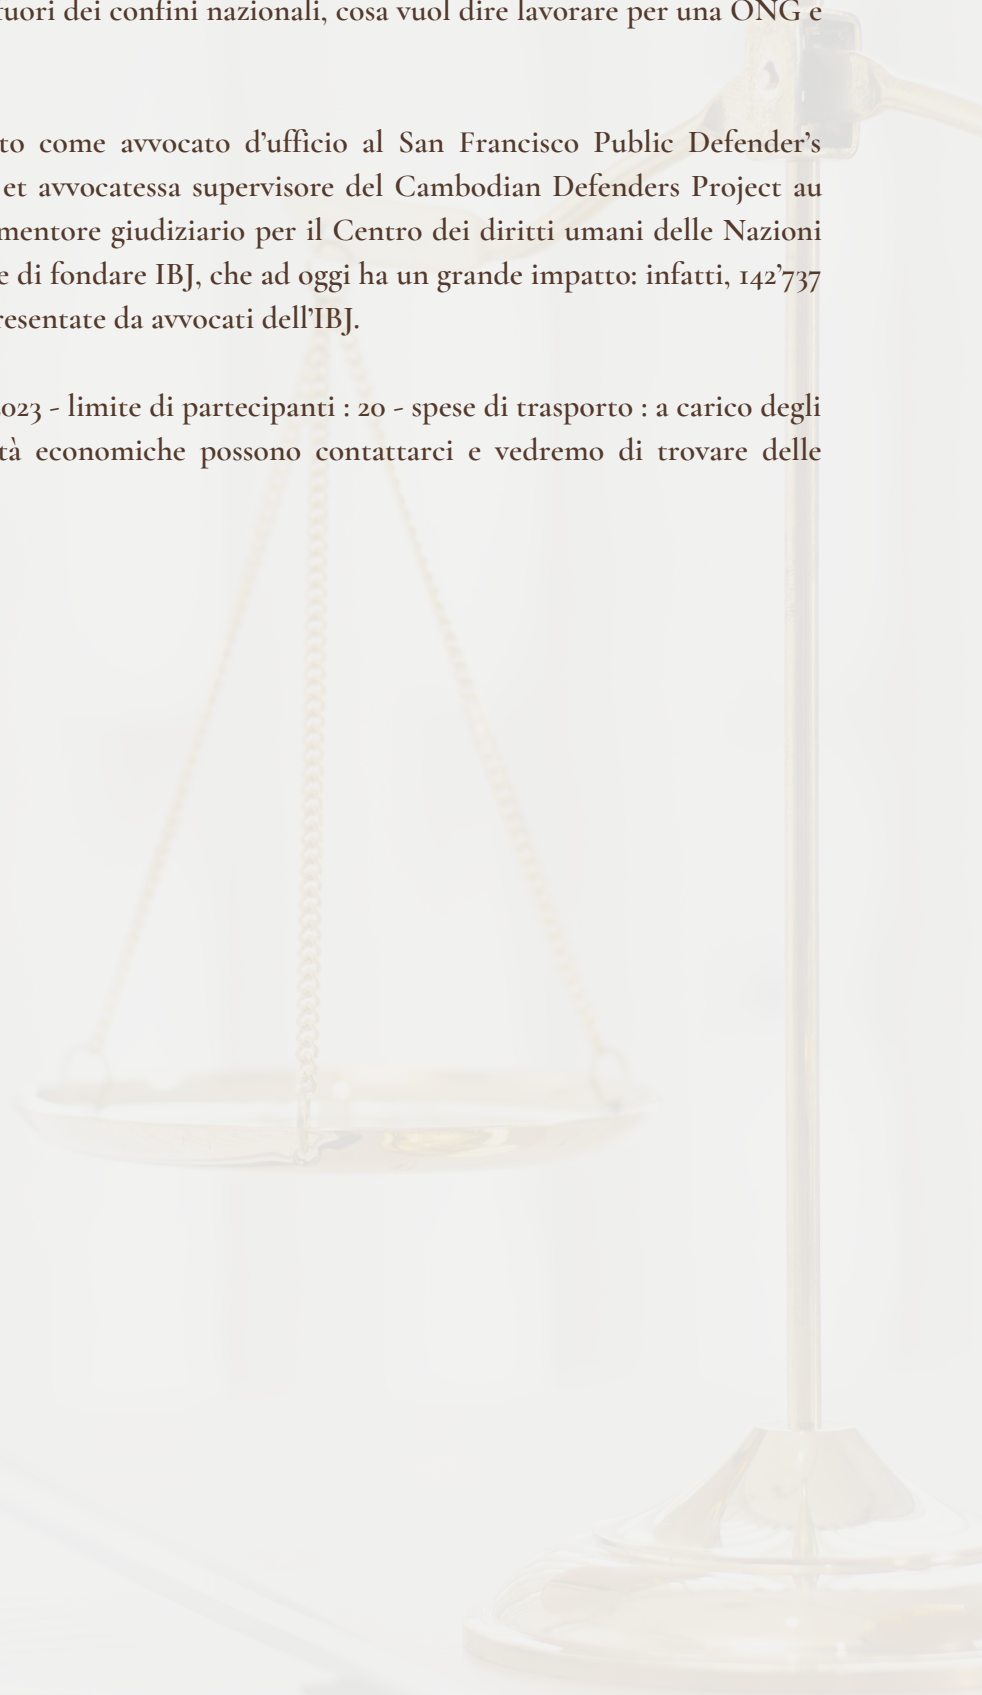 fuori dei confini nazionali, cosa vuol dire lavorare per una ONG e
to come avvocato d’ufficio al San Francisco Public Defender’s
et avvocatessa supervisore del Cambodian Defenders Project au
mentore giudiziario per il Centro dei diritti umani delle Nazioni
e di fondare IBJ, che ad oggi ha un grande impatto: infatti, 142’737
resentate da avvocati dell’IBJ.
2023 - limite di partecipanti : 20 - spese di trasporto : a carico degli
tà economiche possono contattarci e vedremo di trovare delle